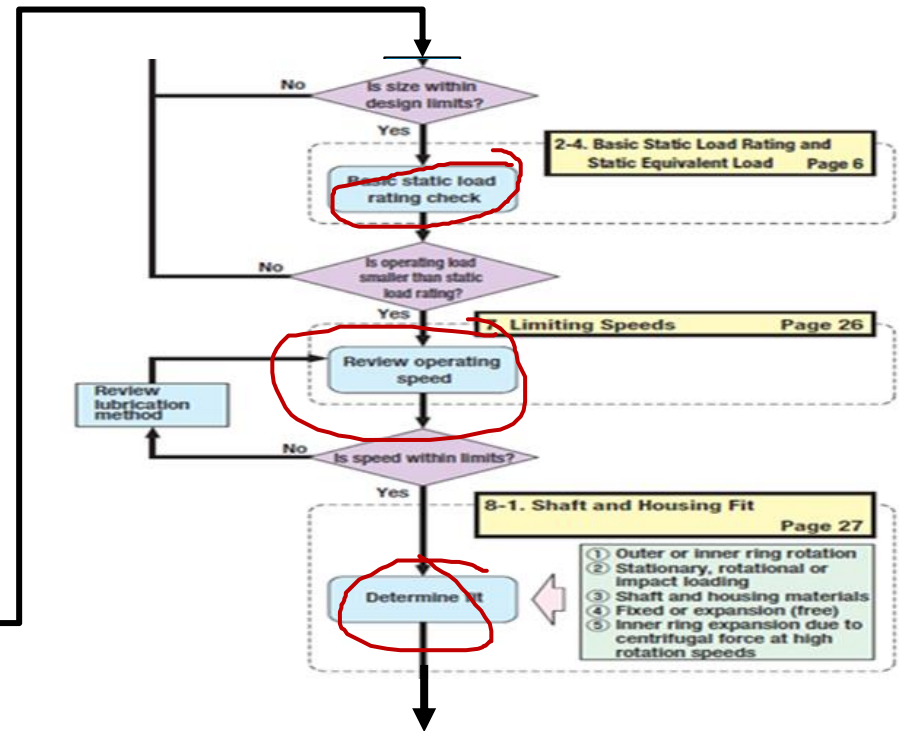 No
Is size within
design limits?
Yes
2-4. Basic Static Load Rating and
Static Equivalent Load Page 6
Basic static load
rating check
No
Is operating load
smaller than static
load rating?
Yes
7. Limiting Speeds Page 26
Review operating
speed
Review
lubrication
method
No
Is speed within limits?
Yes
8-1. Shaft and Housing Fit
Page 27
① Outer or inner ring rotation
② Stationary, rotational or
impact loading
③ Shaft and housing materials
④ Fixed or expansion (free)
⑤ Inner ring expansion due to
centrifugal force at high
rotation speeds
Determine fit